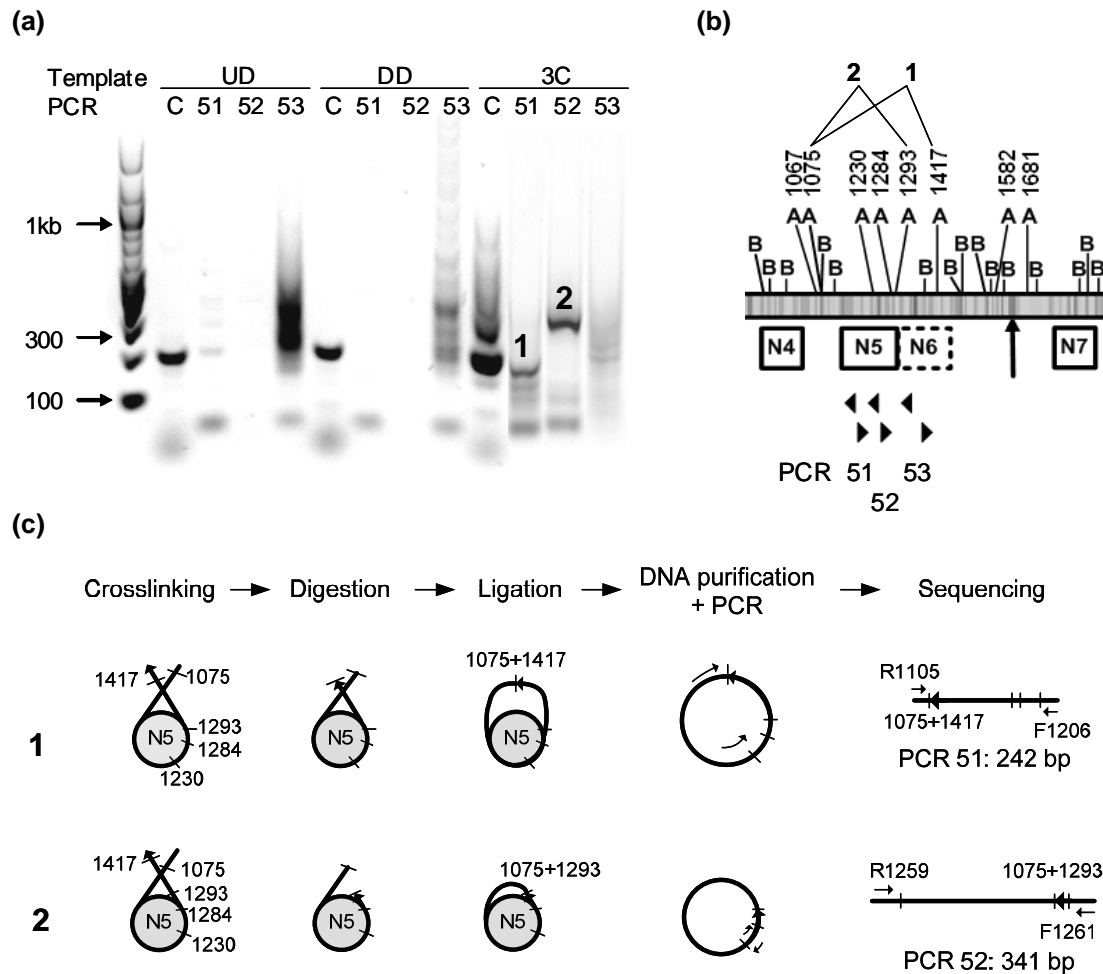 (a)
Template UD DD 3C
PCR C 51 52 53 C 51 52 53 C 51 52 53
1kb
300
100
1
2
(b)
2 1
1067 1075 1230 1284 1293 1417 1582 1681
A A A A A A A A
B B B B B B B B B B B B B B B
N4 N5 N6 N7
PCR 51 53
52
(c)
Crosslinking Digestion Ligation DNA purification + PCR Sequencing
1
1417 1075
1293
1284
1230
N5
N5
1075+1417
N5
R1105
1075+1417
F1206
PCR 51: 242 bp
2
1417 1075
1293
1284
1230
N5
N5
1075+1293
N5
R1259
1075+1293
F1261
PCR 52: 341 bp